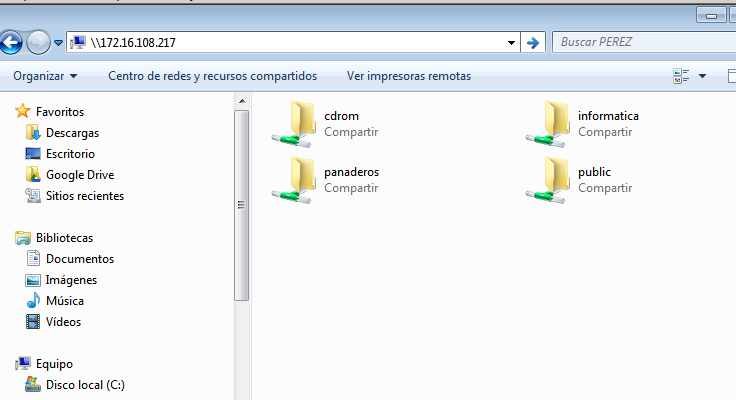 \\172.16.108.217
Buscar PEREZ
Organizar
Centro de redes y recursos compartidos
Ver impresoras remotas
Favoritos
Descargas
Escritorio
Google Drive
Sitios recientes
Bibliotecas
Documentos
Imágenes
Música
Vídeos
Equipo
Disco local (C:)
cdrom
Compartir
informatica
Compartir
panaderos
Compartir
public
Compartir